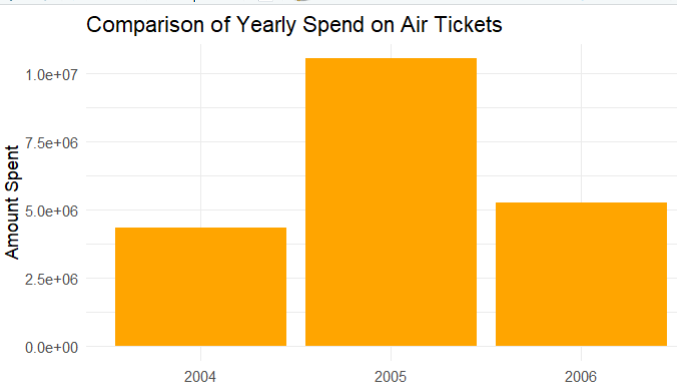 Comparison of Yearly Spend on Air Tickets
Amount Spent
1.0e+07
7.5e+06
5.0e+06
2.5e+06
0.0e+00
2004 2005 2006